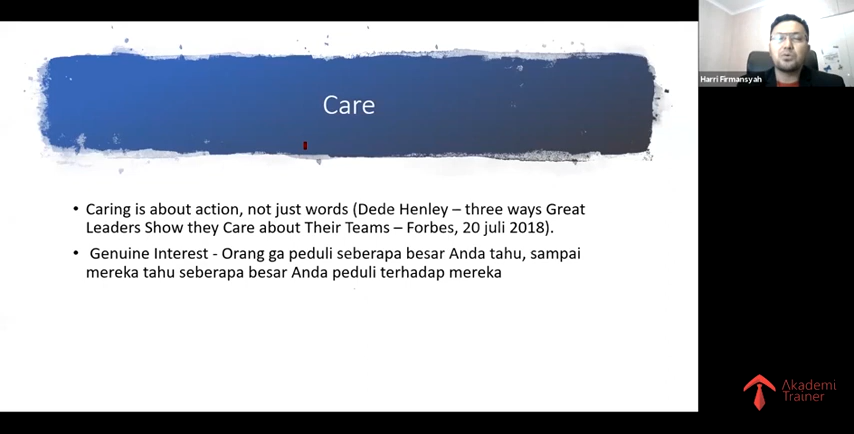 Care
• Caring is about action, not just words (Dede Henley – three ways Great
Leaders Show they Care about Their Teams – Forbes, 20 juli 2018).
• Genuine Interest - Orang ga peduli seberapa besar Anda tahu, sampai
mereka tahu seberapa besar Anda peduli terhadap mereka
Harri Firmansyah
Akademi
Trainer